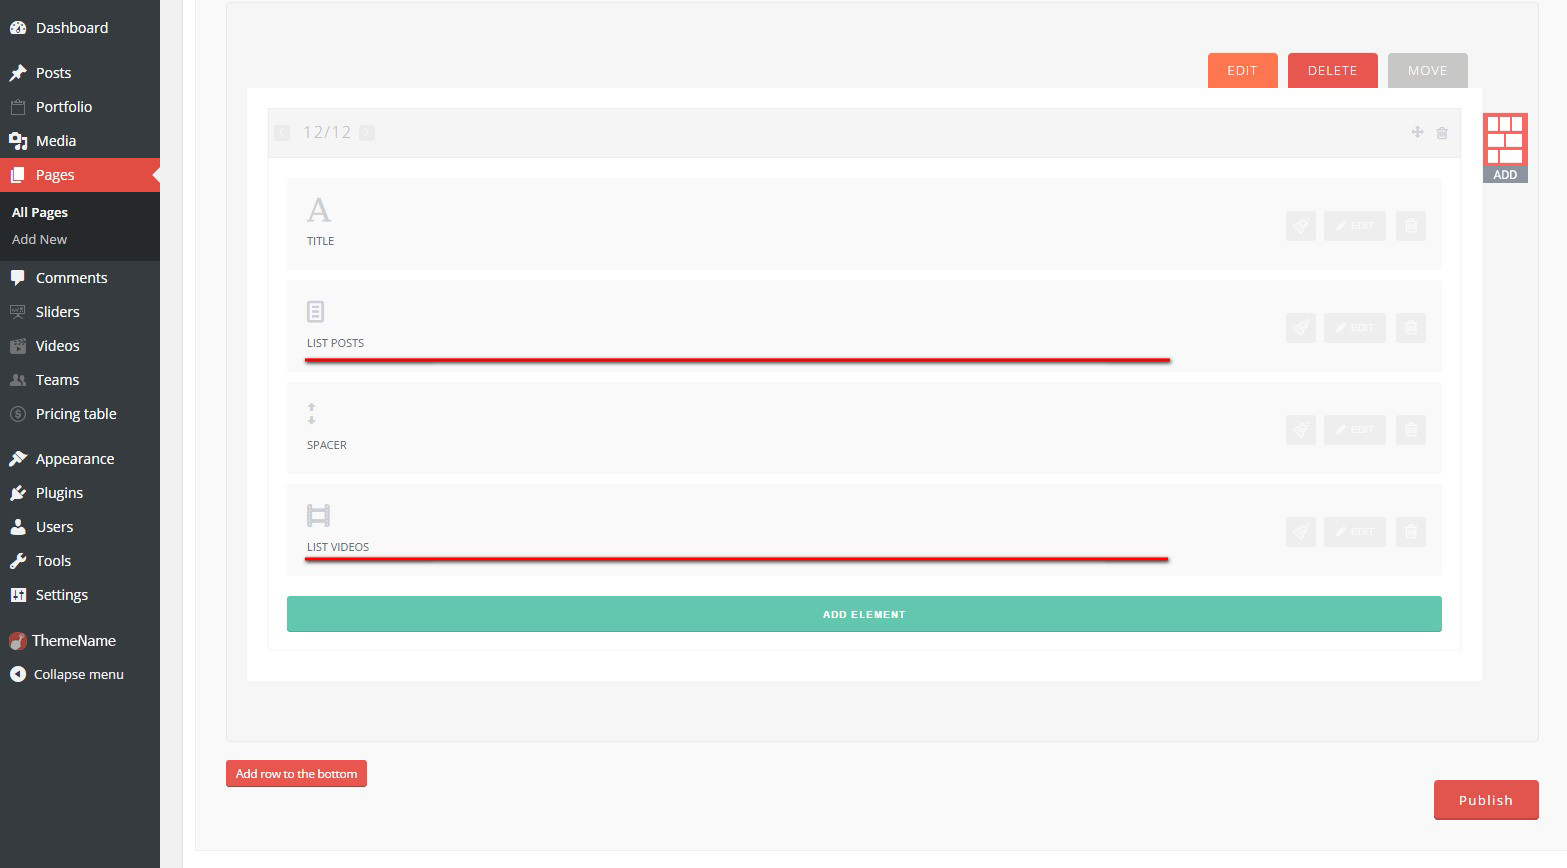 Dashboard
Posts
Portfolio
Media
Pages
All Pages
Add New
Comments
Sliders
Videos
Teams
Pricing table
Appearance
Plugins
Users
Tools
Settings
ThemeName
Collapse menu
EDIT DELETE MOVE
12/12
ADD
A
TITLE
EDIT
LIST POSTS
EDIT
SPACER
EDIT
LIST VIDEOS
EDIT
ADD ELEMENT
Add row to the bottom
Publish